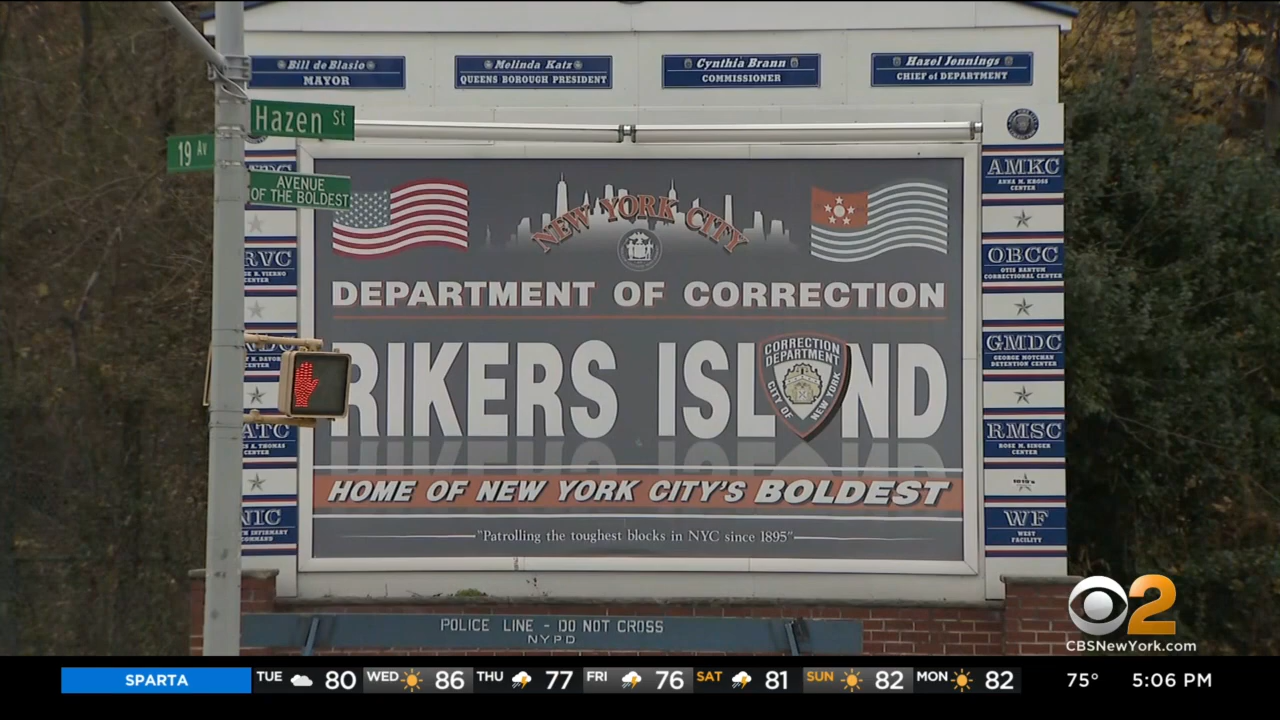 Bill de Blasio
MAYOR
Melinda Katz
QUEENS BOROUGH PRESIDENT
Cynthia Brann
COMMISSIONER
Hazel Jennings
CHIEF of DEPARTMENT
Hazen St
19 Av
AVENUE
OF THE BOLDEST
RVC
CENTER
CENTER
ATC
CENTER
NIC
NEW YORK CITY
DEPARTMENT OF CORRECTION
RIKERS ISL ND
CORRECTION
DEPARTMENT
CITY OF
NEW YORK
HOME OF NEW YORK CITY'S BOLDEST
"Patrolling the toughest blocks in NYC since 1895"
AMKC
ANNA M. KROSS
CENTER
OBCC
OTIS BANTUM
CORRECTIONAL CENTER
GMDC
GEORGE MOTCHAN
DETENTION CENTER
RMSC
ROSE M. SINGER
CENTER
WF
WEST
FACILITY
POLICE LINE - DO NOT CROSS
NYPD
2
CBSNewYork.com
SPARTA TUE 80 WED 86 THU 77 FRI 76 SAT 81 SUN 82 MON 82 75° 5:06 PM